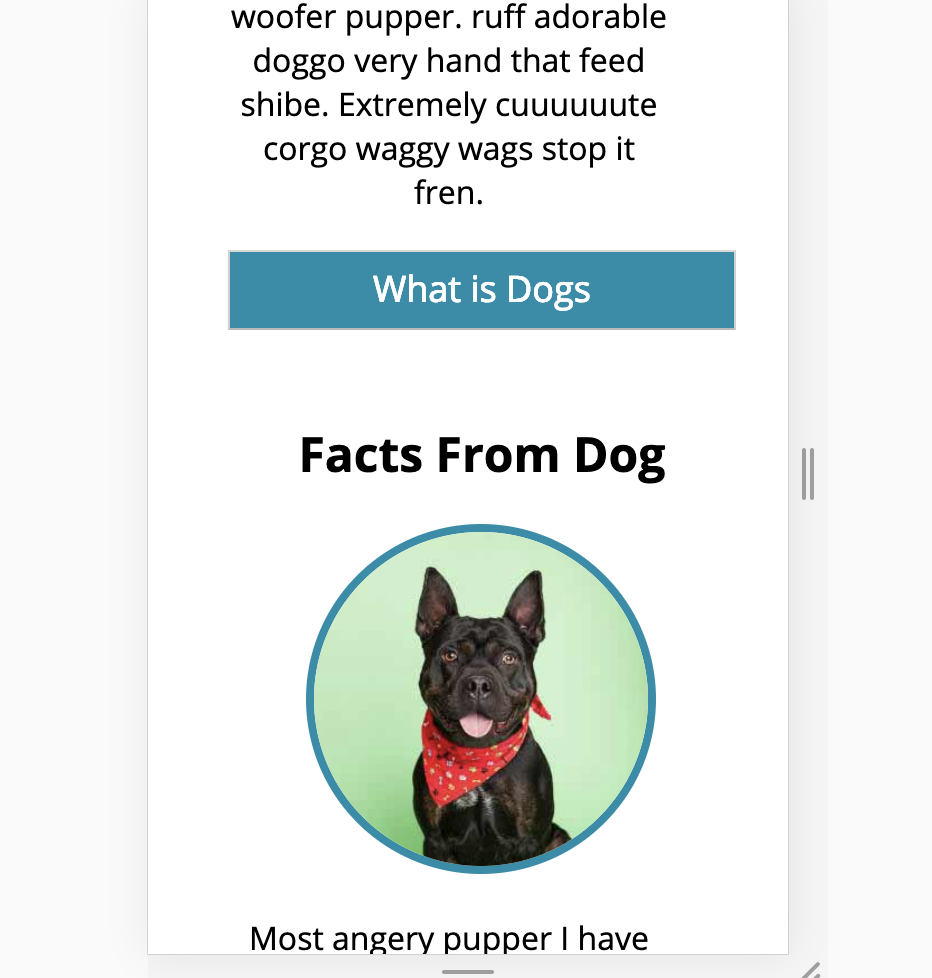 woofer pupper. ruff adorable
doggo very hand that feed
shibe. Extremely cuuuuuute
corgo waggy wags stop it
fren.
What is Dogs
Facts From Dog
Most angery pupper I have